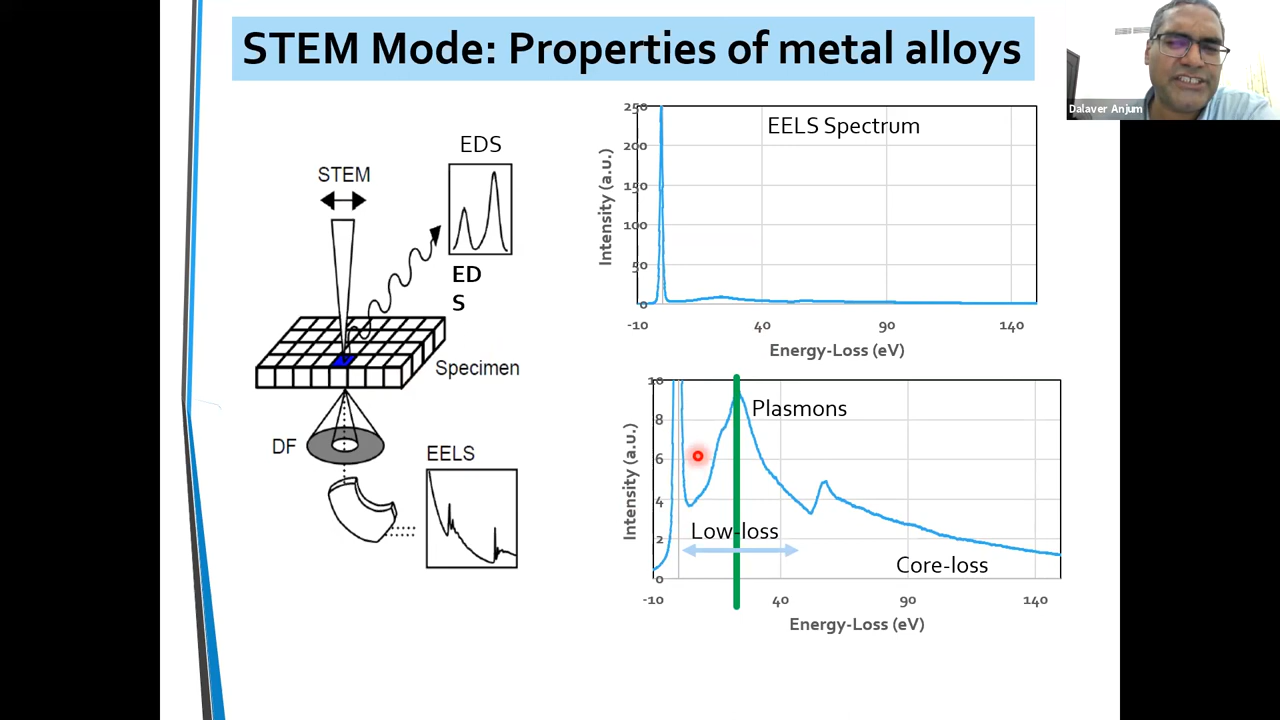 STEM Mode: Properties of metal alloys
Dalaver Anjum
EDS
STEM
ED
S
Specimen
DF
EELS
EELS Spectrum
Intensity (a.u.)
250
200
150
100
50
0
-10 40 90 140
Energy-Loss (eV)
Plasmons
Intensity (a.u.)
10
8
6
4
2
0
Low-loss
Core-loss
-10 40 90 140
Energy-Loss (eV)